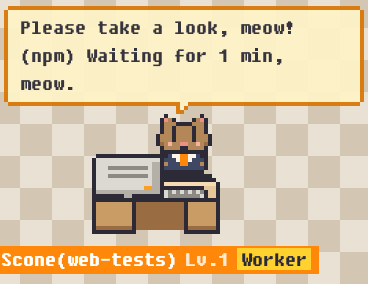 Please take a look, meow!
(npm) Waiting for 1 min,
meow.
Scone(web-tests) Lv.1 Worker